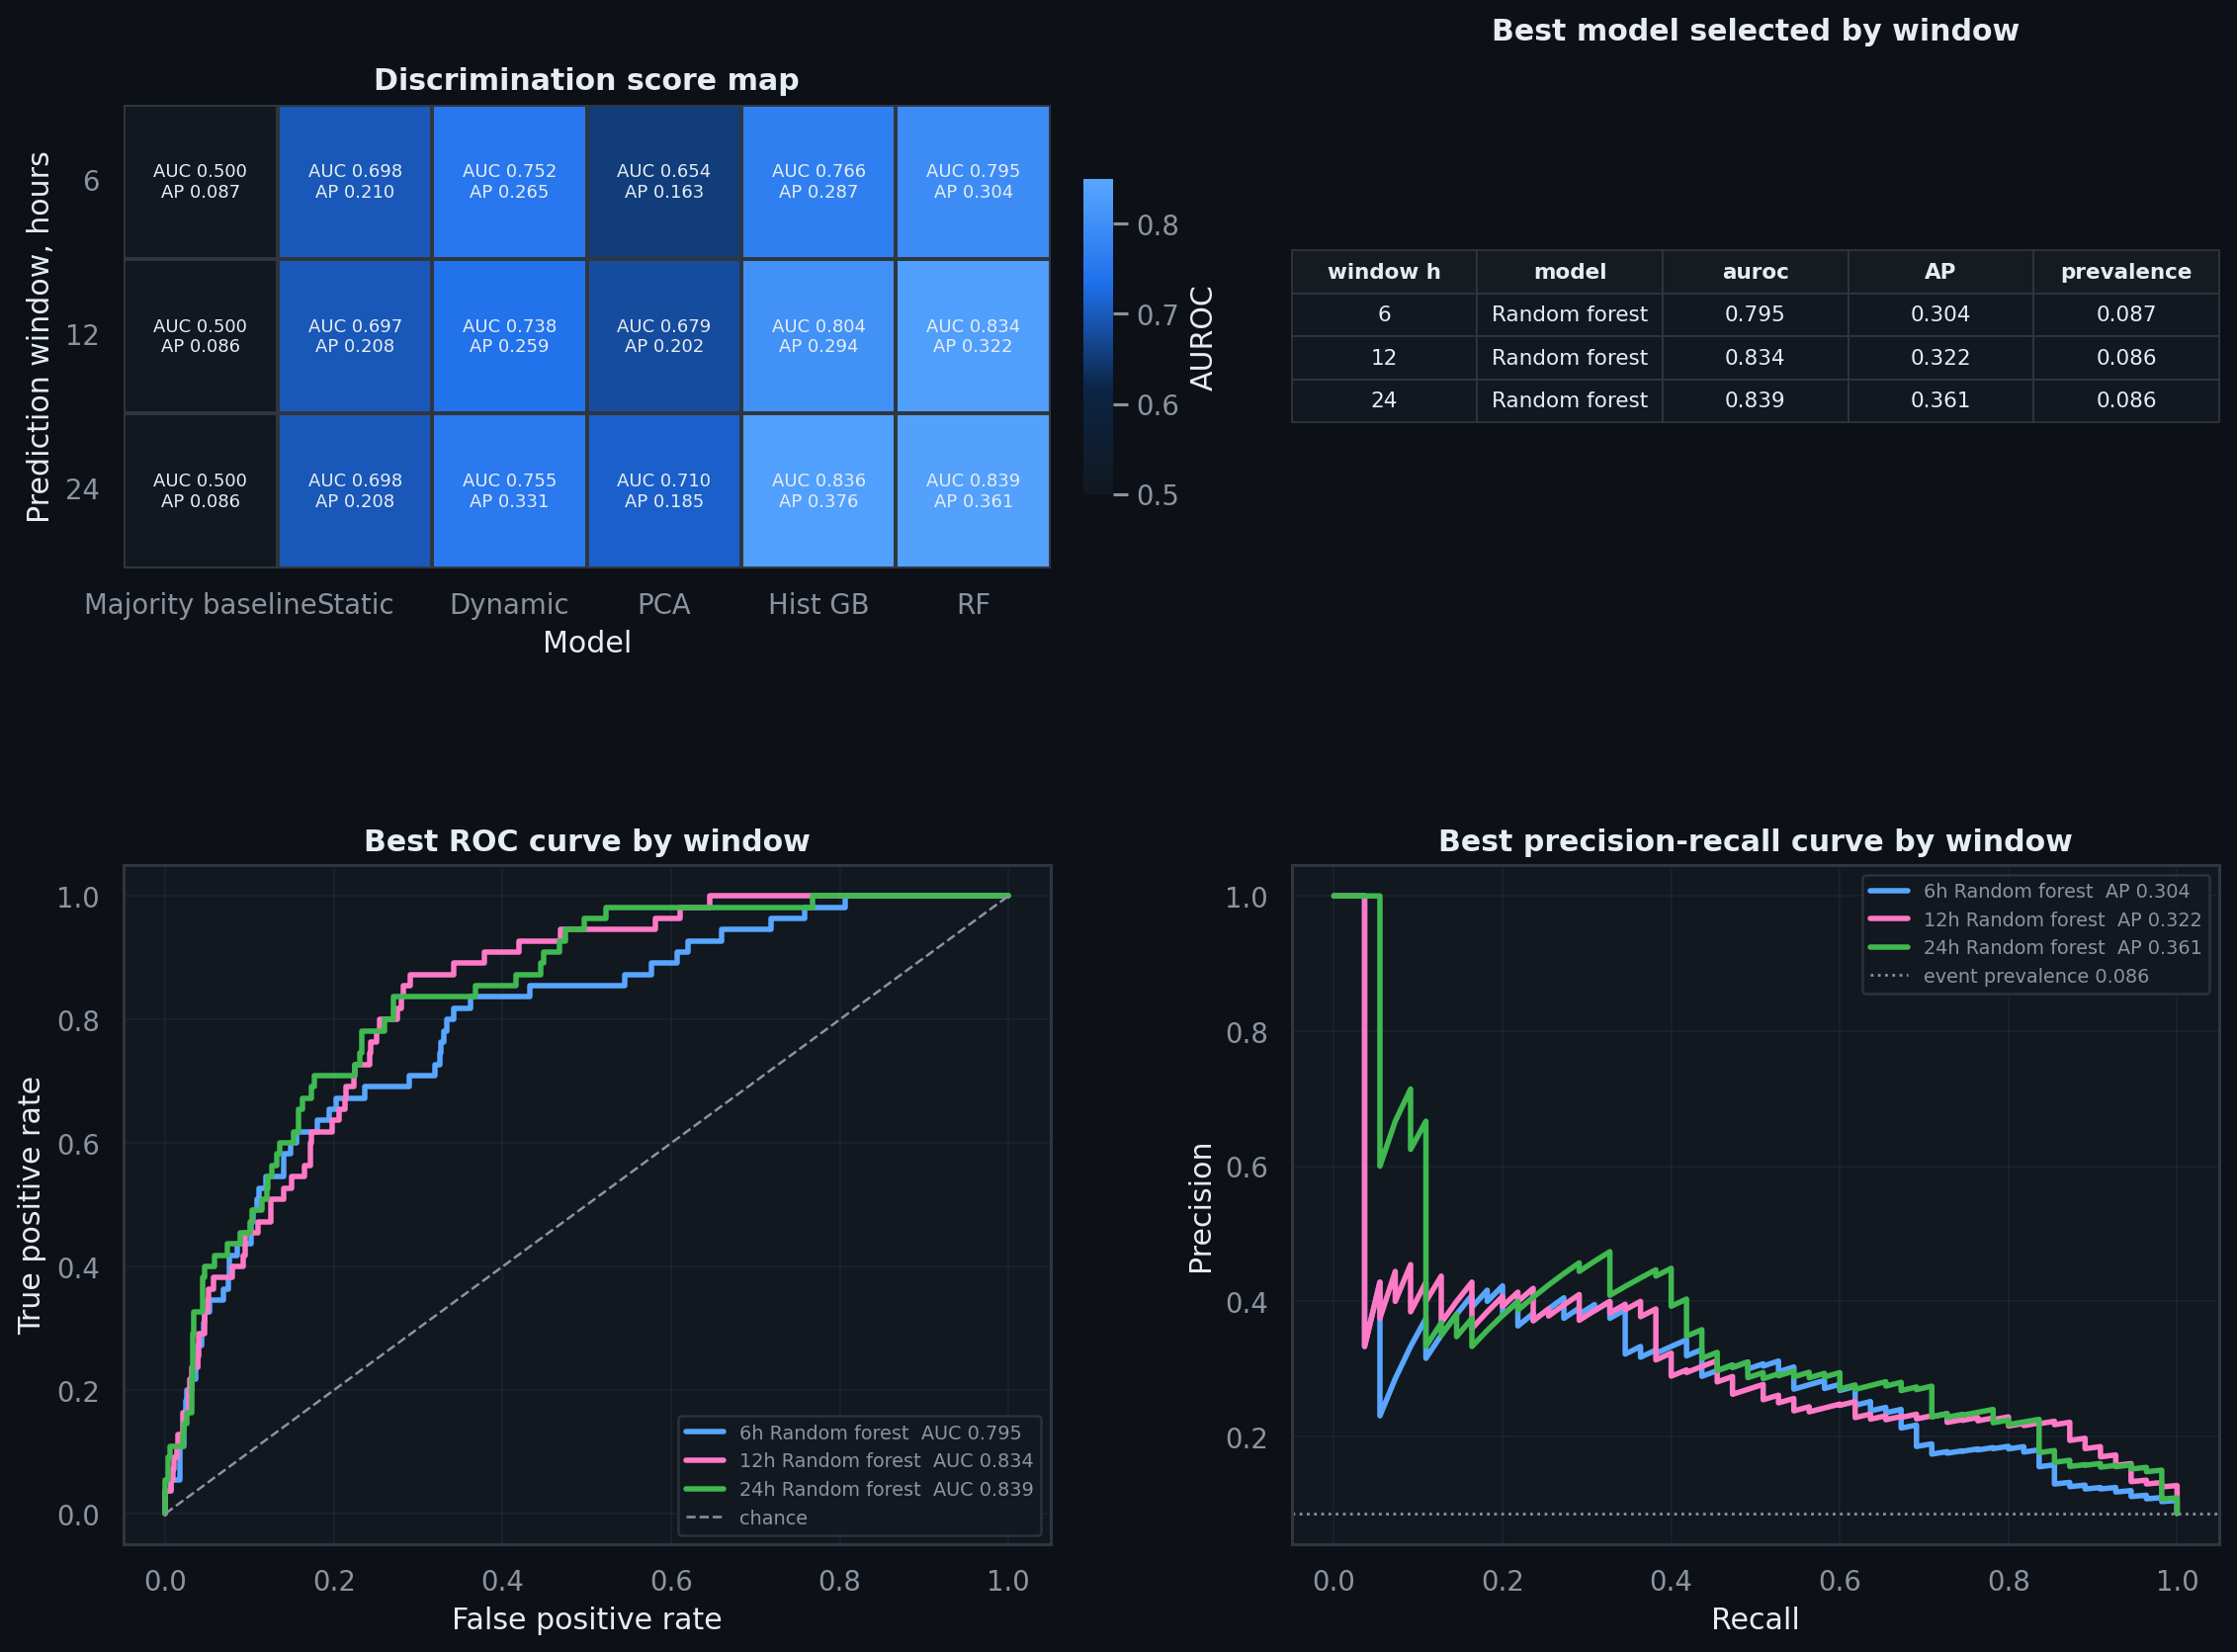 Discrimination score map
Prediction window, hours
6
12
24
AUC 0.500
AP 0.087
AUC 0.698
AP 0.210
AUC 0.752
AP 0.265
AUC 0.654
AP 0.163
AUC 0.766
AP 0.287
AUC 0.795
AP 0.304
AUC 0.500
AP 0.086
AUC 0.697
AP 0.208
AUC 0.738
AP 0.259
AUC 0.679
AP 0.202
AUC 0.804
AP 0.294
AUC 0.834
AP 0.322
AUC 0.500
AP 0.086
AUC 0.698
AP 0.208
AUC 0.755
AP 0.331
AUC 0.710
AP 0.185
AUC 0.836
AP 0.376
AUC 0.839
AP 0.361
Majority baseline Static Dynamic PCA Hist GB RF
Model
0.8
0.7
0.6
0.5
AUROC
Best model selected by window
window h model auroc AP prevalence
6 Random forest 0.795 0.304 0.087
12 Random forest 0.834 0.322 0.086
24 Random forest 0.839 0.361 0.086
Best ROC curve by window
True positive rate
1.0
0.8
0.6
0.4
0.2
0.0
6h Random forest AUC 0.795
12h Random forest AUC 0.834
24h Random forest AUC 0.839
chance
0.0 0.2 0.4 0.6 0.8 1.0
False positive rate
Best precision-recall curve by window
Precision
1.0
0.8
0.6
0.4
0.2
6h Random forest AP 0.304
12h Random forest AP 0.322
24h Random forest AP 0.361
event prevalence 0.086
0.0 0.2 0.4 0.6 0.8 1.0
Recall